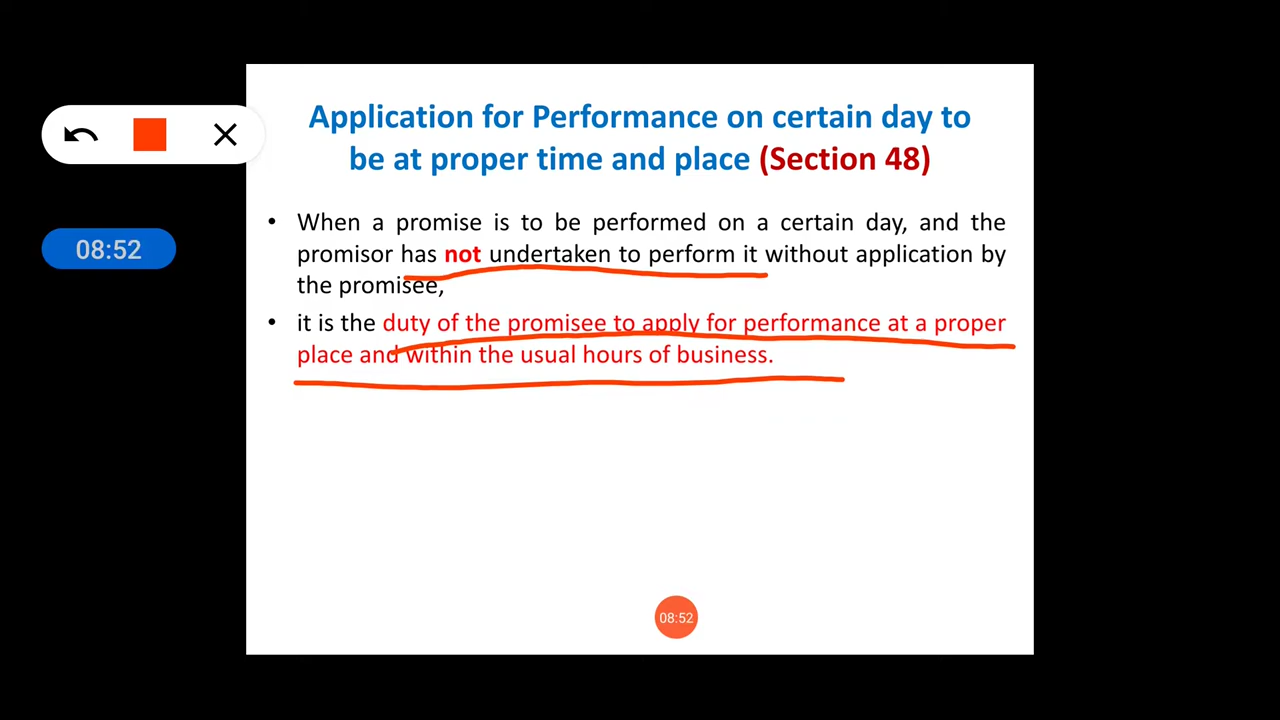 Application for Performance on certain day to
be at proper time and place (Section 48)
• When a promise is to be performed on a certain day, and the
promisor has not undertaken to perform it without application by
the promisee,
• it is the duty of the promisee to apply for performance at a proper
place and within the usual hours of business.
08:52
08:52